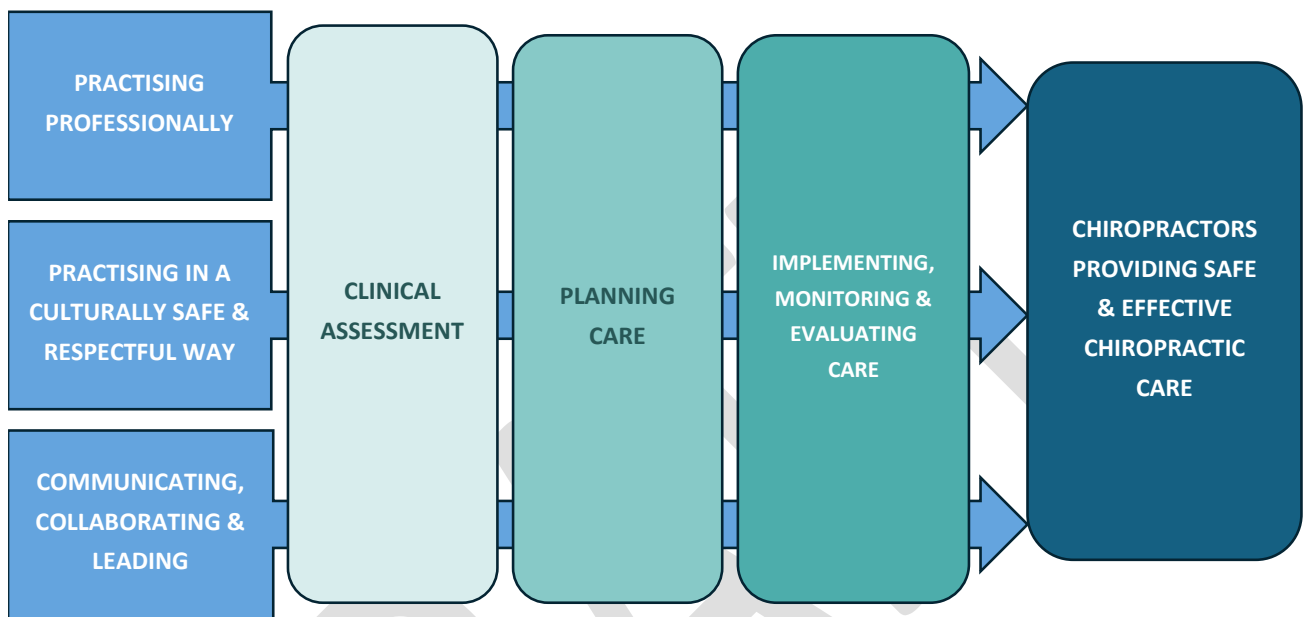 PRACTISING
PROFESSIONALLY
PRACTISING IN A
CULTURALLY SAFE &
RESPECTFUL WAY
COMMUNICATING,
COLLABORATING &
LEADING
CLINICAL
ASSESSMENT
PLANNING
CARE
IMPLEMENTING,
MONITORING &
EVALUATING
CARE
CHIROPRACTORS
PROVIDING SAFE
& EFFECTIVE
CHIROPRACTIC
CARE